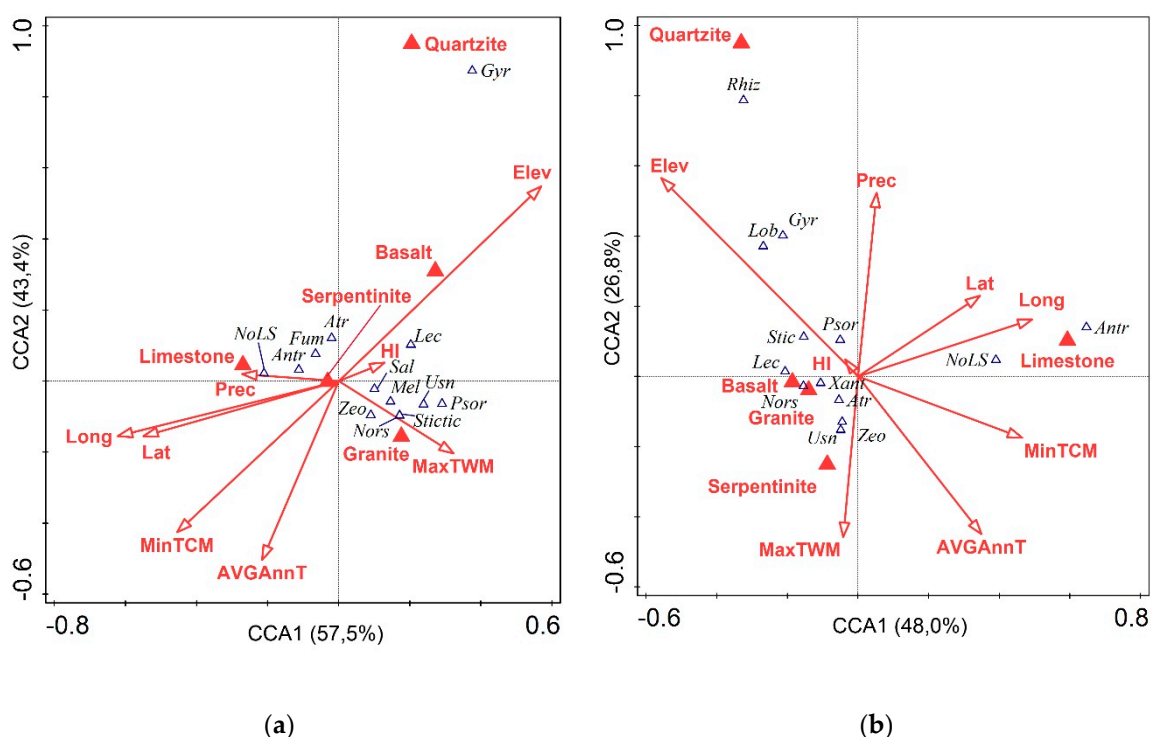 1.0
Quartzite
Gyr
Elev
Basalt
Serpentinite
Atr
NoLS
Fum
Lec
Antr
HI
Limestone
Sal
Prec
Mel
Usn
Zeo
Psor
Nors
Stictic
Long
Lat
Granite
MaxTWM
MinTCM
AVGAnnT
CCA2 (43,4%)
-0.6
-0.8
CCA1 (57,5%)
0.6
(a)
1.0
Quartzite
Rhiz
Elev
Prec
Gyr
Lob
Lat
Long
Psor
Stic
Antr
NoLS
Limestone
HI
Lec
Basalt
Xant
Nors
Atr
Granite
Usn
Zeo
MinTCM
Serpentinite
MaxTWM
AVGAnnT
CCA2 (26,8%)
-0.6
-0.6
CCA1 (48,0%)
0.8
(b)